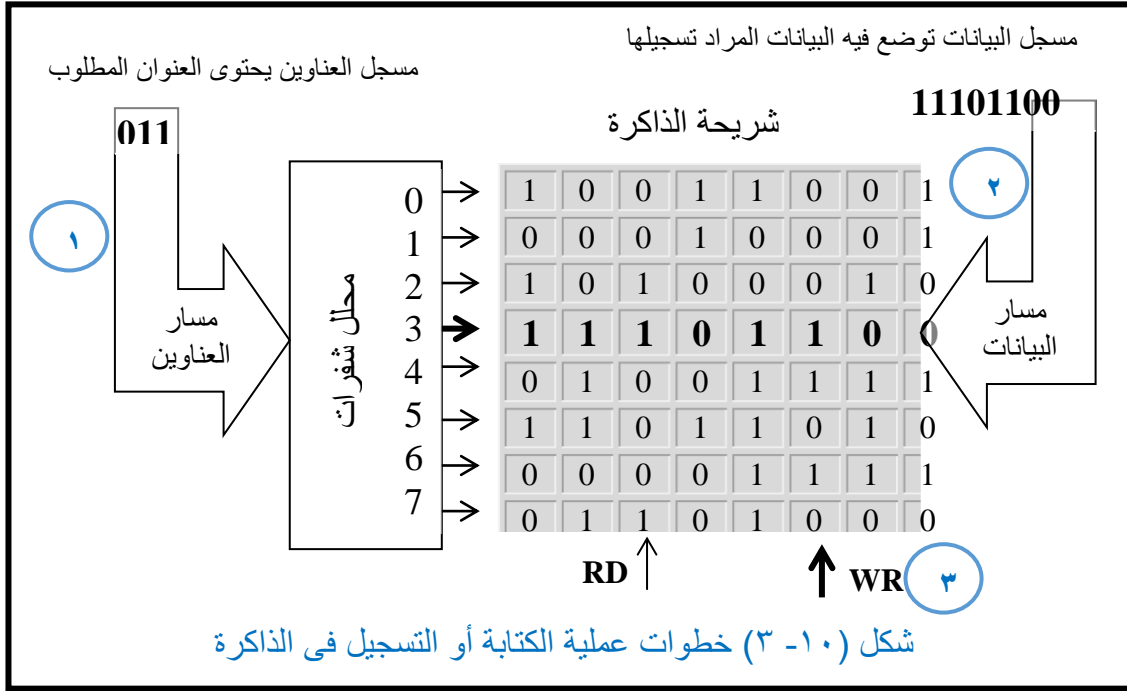 مسجل البيانات توضع فيه البيانات المراد تسجيلها
مسجل العناوين يحتوى العنوان المطلوب
11101100
011
شريحة الذاكرة
٢
١
0 1 0 0 1 1 0 0 1
1 0 0 0 1 0 0 0 1
2 1 0 1 0 0 0 1 0
3 1 1 1 0 1 1 0 0
4 0 1 0 0 1 1 1 1
5 1 1 0 1 1 0 1 0
6 0 0 0 0 1 1 1 1
7 0 1 1 0 1 0 0 0
محلل شفرات
مسار
العناوين
مسار
البيانات
RD
WR
٣
شكل (١٠- ٣) خطوات عملية الكتابة أو التسجيل فى الذاكرة